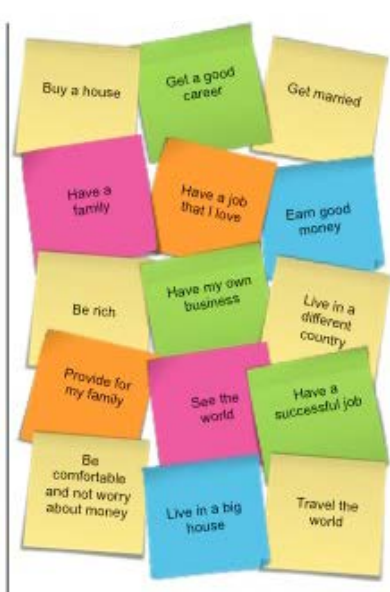 Buy a house
Get a good
career
Get married
Have a
family
Have a job
that I love
Earn good
money
Be rich
Have my own
business
Live in a
different
country
Provide for
my family
See the
world
Have a
successful job
Be
comfortable
and not worry
about money
Live in a big
house
Travel the
world